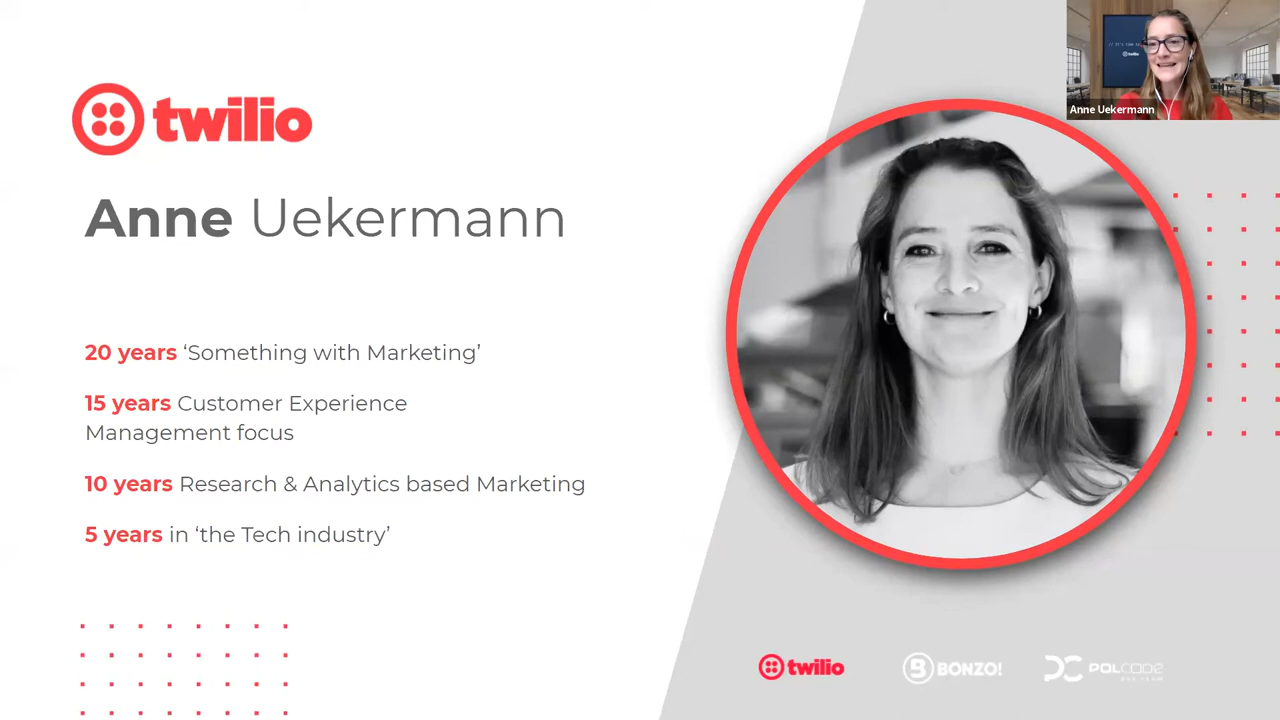 twilio
Anne Uekermann
20 years ‘Something with Marketing’
15 years Customer Experience
Management focus
10 years Research & Analytics based Marketing
5 years in ‘the Tech industry’
Anne Uekermann
twilio
BONZO!
POLCODE